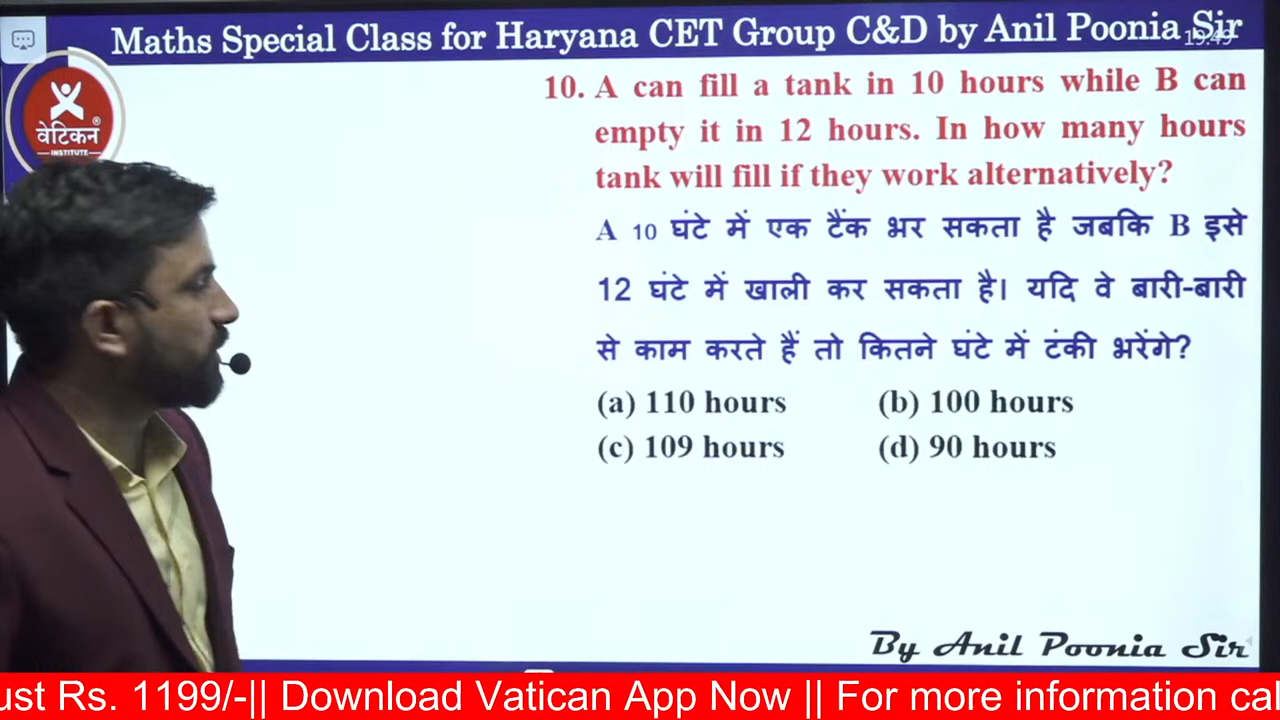 Maths Special Class for Haryana CET Group C&D by Anil Poonia Sir
19:49
वेटिकन
INSTITUTE
10. A can fill a tank in 10 hours while B can
empty it in 12 hours. In how many hours
tank will fill if they work alternatively?
A 10 घंटे में एक टैंक भर सकता है जबकि B इसे
12 घंटे में खाली कर सकता है। यदि वे बारी-बारी
से काम करते हैं तो कितने घंटे में टंकी भरेंगे?
(a) 110 hours (b) 100 hours
(c) 109 hours (d) 90 hours
By Anil Poonia Sir
ust Rs. 1199/-|| Download Vatican App Now || For more information cal